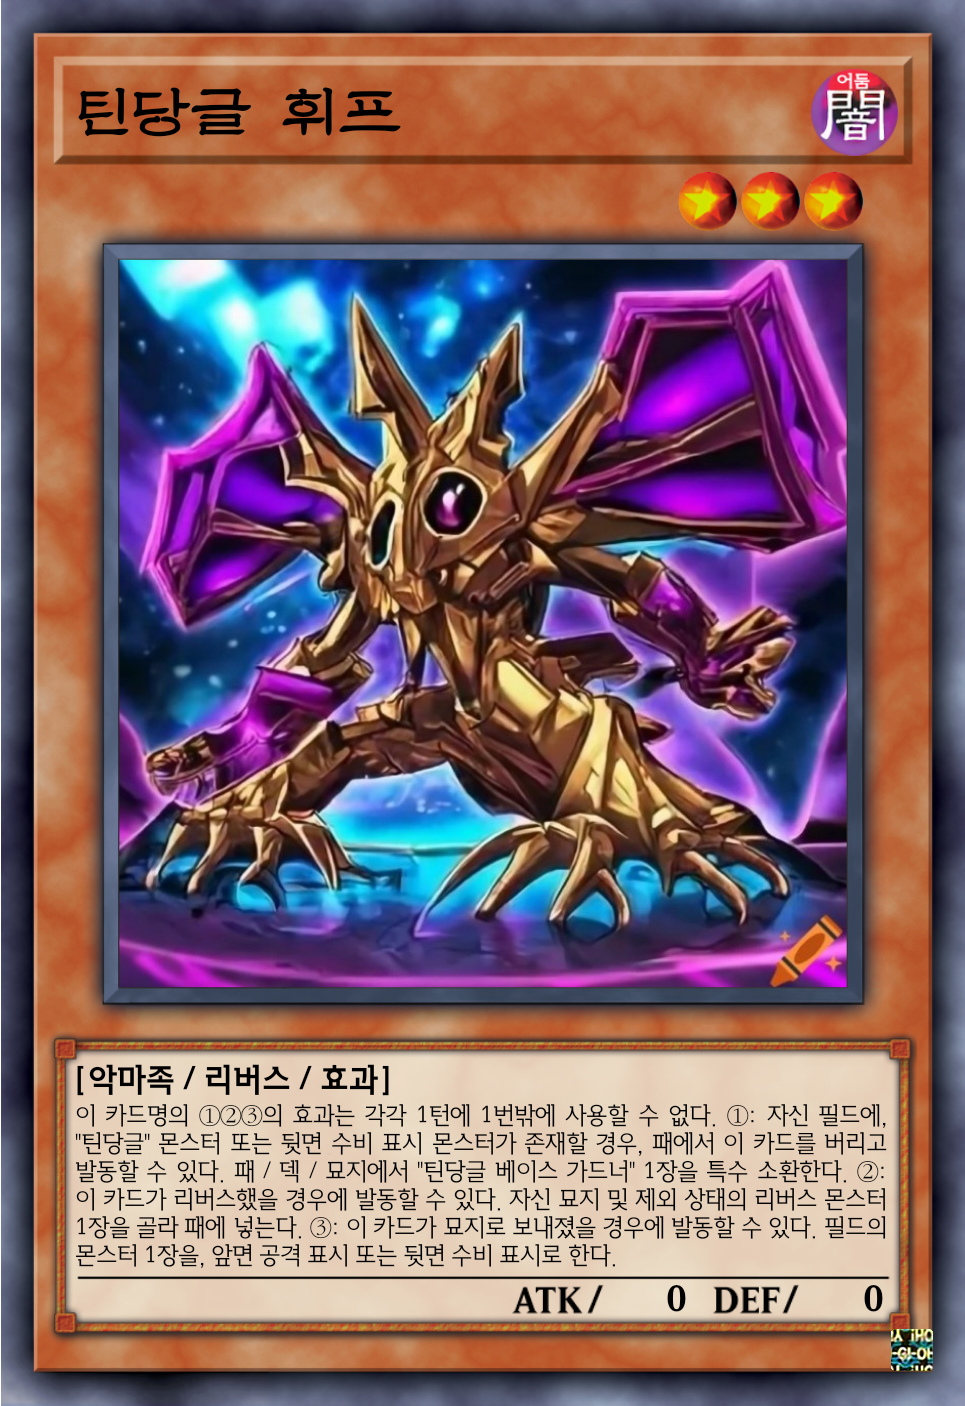 틴당글 휘프
어둠
闇
[악마족 / 리버스 / 효과]
이 카드명의 ①②③의 효과는 각각 1턴에 1번밖에 사용할 수 없다. ①: 자신 필드에,
"틴당글" 몬스터 또는 뒷면 수비 표시 몬스터가 존재할 경우, 패에서 이 카드를 버리고
발동할 수 있다. 패 / 덱 / 묘지에서 "틴당글 베이스 가드너" 1장을 특수 소환한다. ②:
이 카드가 리버스했을 경우에 발동할 수 있다. 자신 묘지 및 제외 상태의 리버스 몬스터
1장을 골라 패에 넣는다. ③: 이 카드가 묘지로 보내졌을 경우에 발동할 수 있다. 필드의
몬스터 1장을, 앞면 공격 표시 또는 뒷면 수비 표시로 한다.
ATK/ 0 DEF/ 0